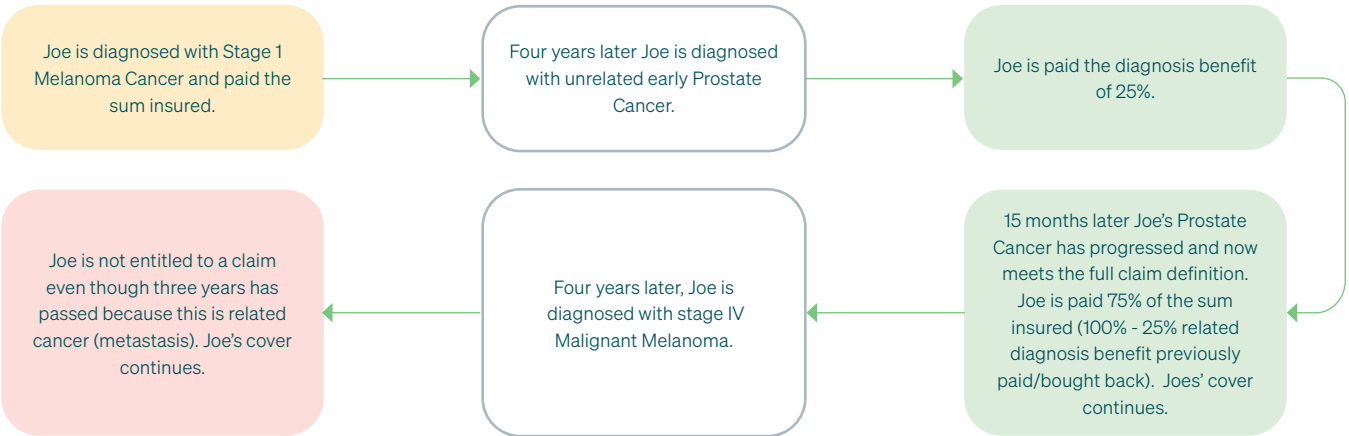 Joe is diagnosed with Stage 1
Melanoma Cancer and paid the
sum insured.
Four years later Joe is diagnosed
with unrelated early Prostate
Cancer.
Joe is paid the diagnosis benefit
of 25%.
15 months later Joe's Prostate
Cancer has progressed and now
meets the full claim definition.
Joe is paid 75% of the sum
insured (100% - 25% related
diagnosis benefit previously
paid/bought back).  Joes' cover
continues.
Four years later, Joe is
diagnosed with stage IV
Malignant Melanoma.
Joe is not entitled to a claim
even though three years has
passed because this is related
cancer (metastasis). Joe's cover
continues.